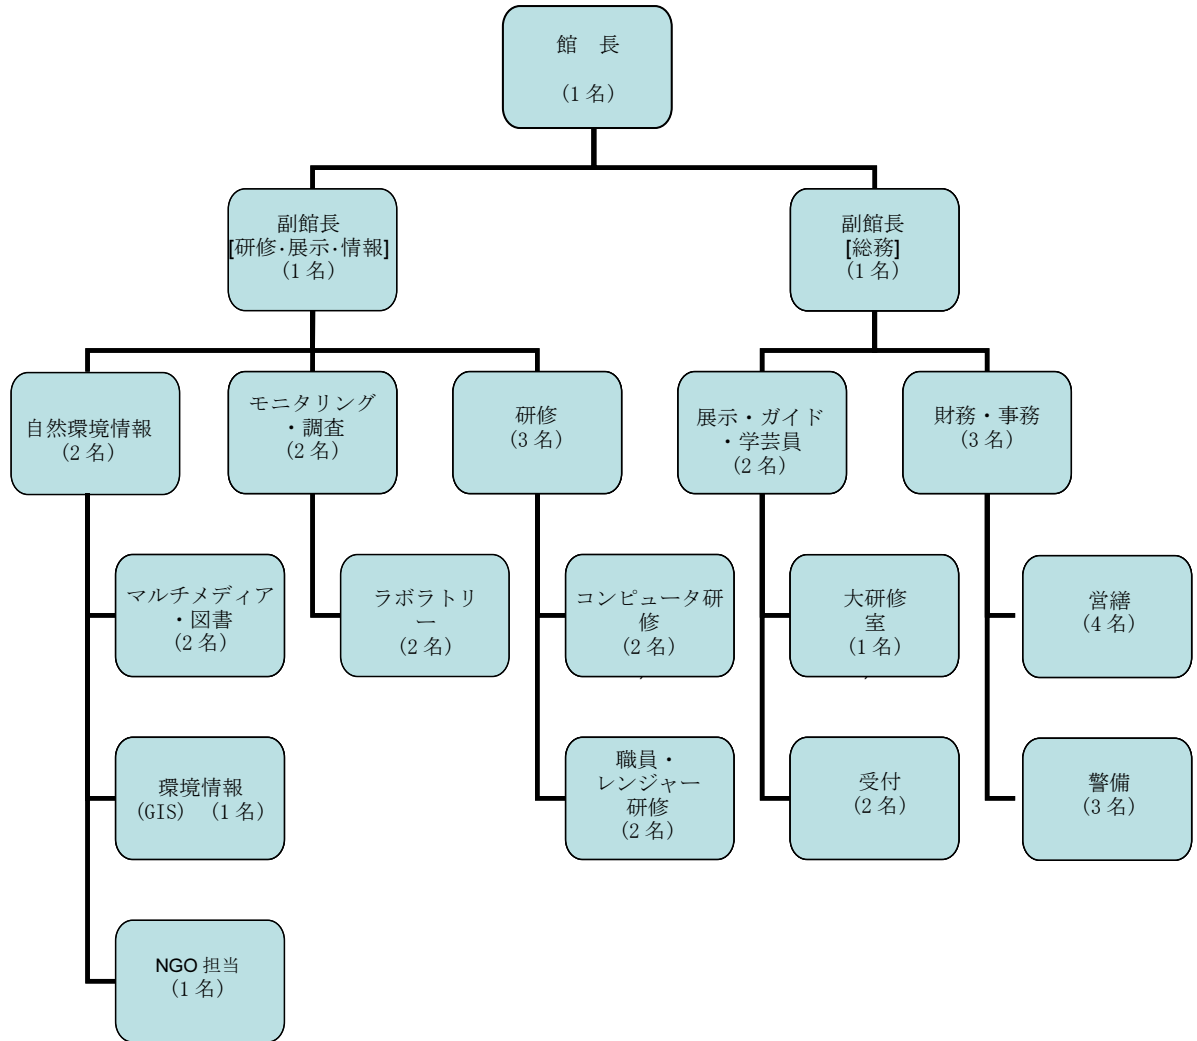 館　長
(1 名)
副館長
[研修･展示･情報]
(1 名)
副館長
[総務]
(1 名)
自然環境情報
(2 名)
モニタリング
・調査
(2 名)
研修
(3 名)
展示・ガイド
・学芸員
(2 名)
財務・事務
(3 名)
マルチメディア
・図書
(2 名)
ラボラトリ
ー
(2 名)
コンピュータ研
修
(2 名)
大研修
室
(1 名)
営繕
(4 名)
環境情報
(GIS)　(1 名)
職員・
レンジャー
研修
(2 名)
受付
(2 名)
警備
(3 名)
NGO 担当
(1 名)